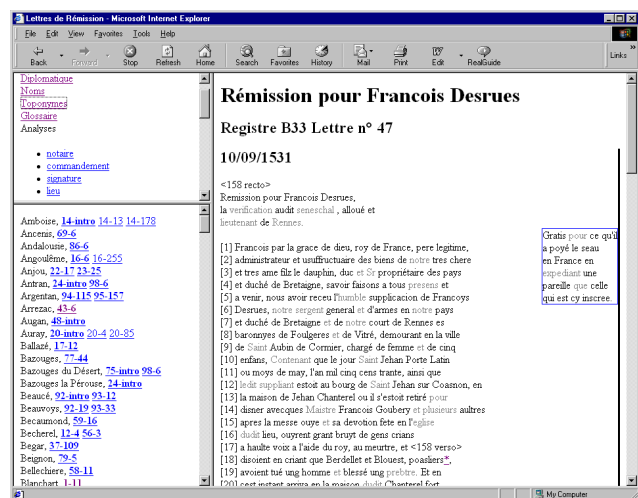 Lettres de Rémission - Microsoft Internet Explorer
File Edit View Favorites Tools Help
Back Forward Stop Refresh Home Search Favorites History Mail Print Edit RealGuide Links »
Diplomatique
Noms
Toponymes
Glossaire
Analyses
notaire
commandement
signature
lieu
Amboise, 14-intro 14-13 14-178
Ancenis, 69-6
Andalousie, 86-6
Angoulême, 16-6 16-255
Anjou, 22-17 23-25
Antran, 24-intro 98-6
Argentan, 94-115 95-157
Arrezac, 43-6
Augan, 48-intro
Auray, 20-intro 20-4 20-85
Ballazé, 17-12
Bazouges, 77-44
Bazouges du Désert, 75-intro 98-6
Bazouges la Pérouse, 24-intro
Beaucé, 92-intro 93-12
Beauvoys, 92-19 93-33
Becaumond, 59-16
Becherel, 12-4 56-3
Begar, 37-109
Beignon, 79-5
Bellechiere, 58-11
Blanchart, 1-11
Rémission pour Francois Desrues
Registre B33 Lettre n° 47
10/09/1531
<158 recto>
Remission pour Francois Desrues,
la verification audit seneschal , alloué et
lieutenant de Rennes.
Gratis pour ce qu'il
a poyé le seau
en France en
expediant une
pareille que celle
qui est cy inscree.
[1] Francois par la grace de dieu, roy de France, pere legitime,
[2] administrateur et usuffructuaire des biens de notre tres chere
[3] et tres ame filz le dauphin, duc et Sr propriétaire des pays
[4] et duché de Bretaigne, savoir faisons a tous presens et
[5] a venir, nous avoir receu l'humble supplicacion de Francoys
[6] Desrues, notre sergent general et d'armes en notre pays
[7] et duché de Bretaigne et de notre court de Rennes es
[8] baronnyes de Foulgeres et de Vitré, demourant en la ville
[9] de Saint Aubin de Cormier, chargé de femme et de cinq
[10] enfans, Contenant que le jour Saint Jehan Porte Latin
[11] ou moys de may, l'an mil cinq cens trante, ainsi que
[12] ledit suppliant estoit au bourg de Saint Jehan sur Coasnon, en
[13] la maison de Jehan Chanterel ou il s'estoit retiré pour
[14] disner avecques Maistre Francois Goubery et plusieurs aultres
[15] apres la messe ouye et sa devotion fete en l'eglise
[16] dudit lieu, ouyrent grant bruyt de gens crians
[17] a haulte voix a l'aide du roy, au meurtre, et <158 verso>
[18] disoient en criant que Berdellet et Blouest, poasliers*,
[19] avoient tué ung homme et blessé ung prebtre. Et en
[20] cest instant arriva en la maison dudit Chanterel fort
My Computer